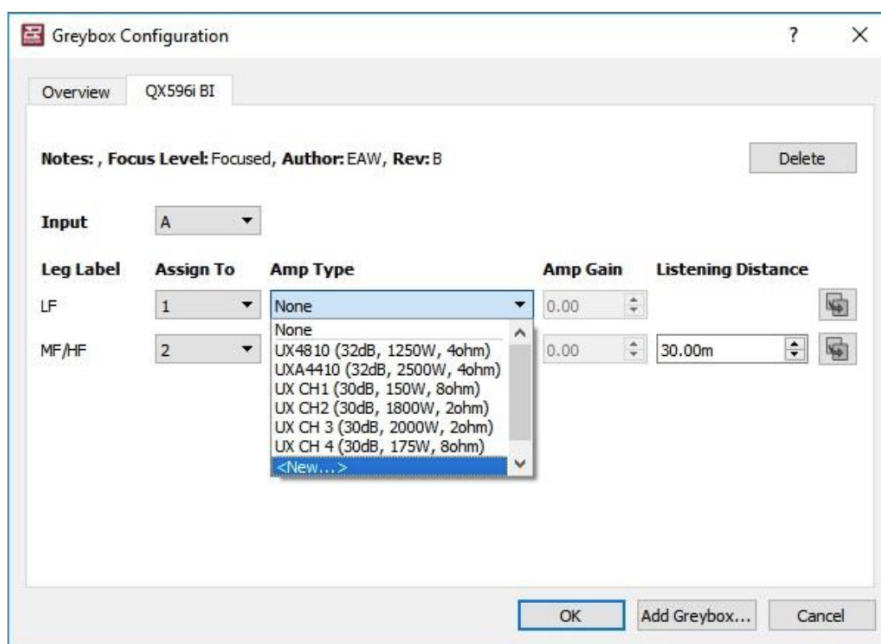 Greybox Configuration ?
Overview QX596i BI
Notes: , Focus Level: Focused, Author: EAW, Rev: B Delete
Input A
Leg Label Assign To Amp Type Amp Gain Listening Distance
LF 1 None 0.00
None
MF/HF 2 UX4810 (32dB, 1250W, 4ohm) 0.00 30.00m
UXA4410 (32dB, 2500W, 4ohm)
UX CH1 (30dB, 150W, 8ohm)
UX CH2 (30dB, 1800W, 2ohm)
UX CH 3 (30dB, 2000W, 2ohm)
UX CH 4 (30dB, 175W, 8ohm)
<New...>
OK Add Greybox... Cancel